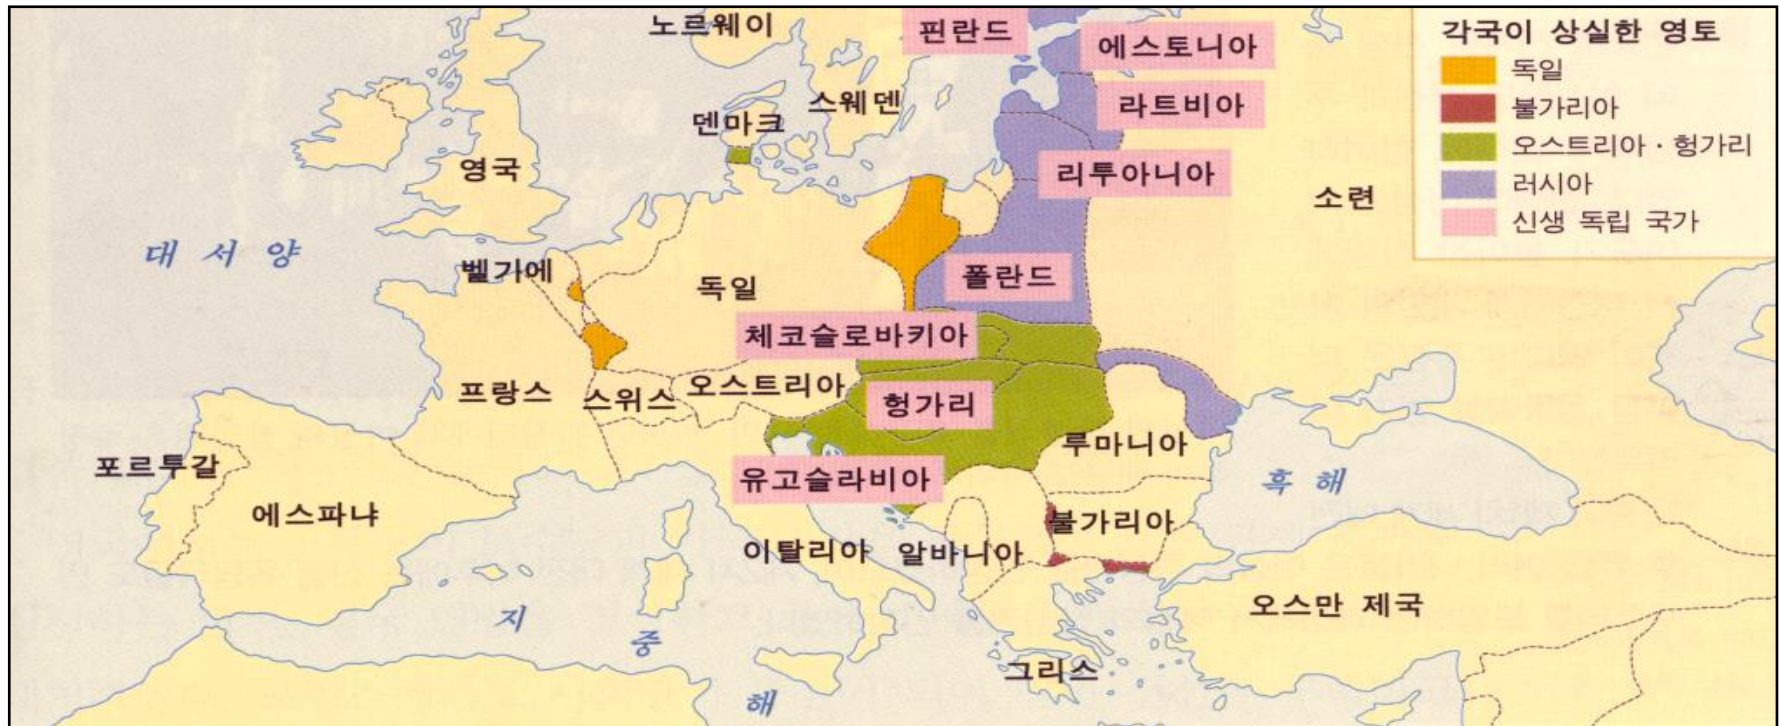 노르웨이
핀란드
에스토니아
스웨덴
라트비아
덴마크
영국
리투아니아
소련
대 서 양
벨기에
독일
폴란드
체코슬로바키아
프랑스
스위스
오스트리아
헝가리
루마니아
포르투갈
에스파냐
유고슬라비아
흑 해
불가리아
이탈리아
알바니아
오스만 제국
지
중
해
그리스
각국이 상실한 영토
독일
불가리아
오스트리아 · 헝가리
러시아
신생 독립 국가